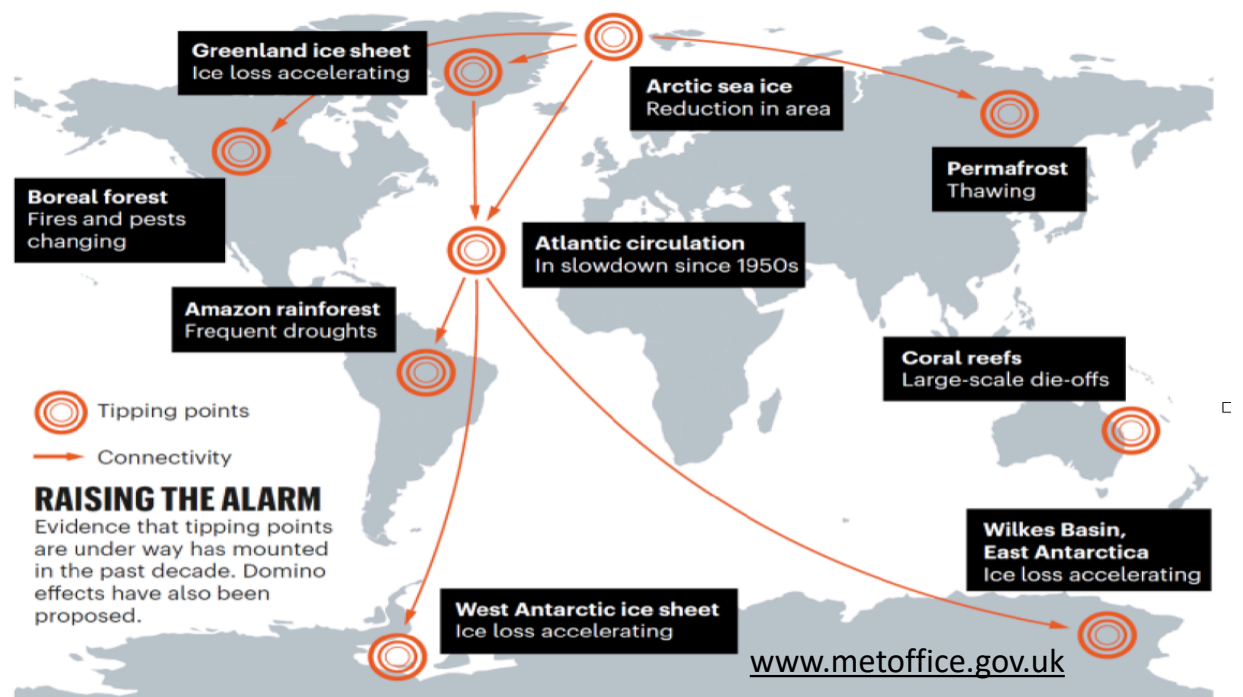 Greenland ice sheet
Ice loss accelerating
Arctic sea ice
Reduction in area
Permafrost
Thawing
Boreal forest
Fires and pests
changing
Atlantic circulation
In slowdown since 1950s
Amazon rainforest
Frequent droughts
Coral reefs
Large-scale die-offs
Tipping points
Connectivity
RAISING THE ALARM
Evidence that tipping points
are under way has mounted
in the past decade. Domino
effects have also been
proposed.
Wilkes Basin,
East Antarctica
Ice loss accelerating
West Antarctic ice sheet
Ice loss accelerating
www.metoffice.gov.uk